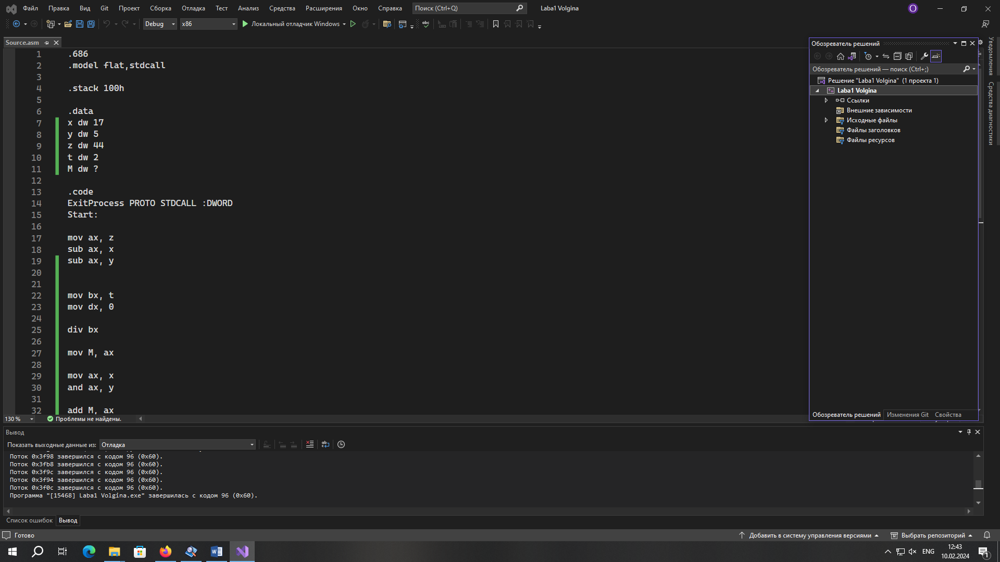 Файл Правка Вид Git Проект Сборка Отладка Тест Анализ Средства Расширения Окно Справка Поиск (Ctrl+Q) Laba1 Volgina O
Debug x86 Локальный отладчик Windows
Source.asm
1 .686
2 .model flat,stdcall
3
4 .stack 100h
5
6 .data
7 x dw 17
8 y dw 5
9 z dw 44
10 t dw 2
11 M dw ?
12
13 .code
14 ExitProcess PROTO STDCALL :DWORD
15 Start:
16
17 mov ax, z
18 sub ax, x
19 sub ax, y
20
21
22 mov bx, t
23 mov dx, 0
24
25 div bx
26
27 mov M, ax
28
29 mov ax, x
30 and ax, y
31
32 add M, ax
130 % Проблемы не найдены.
Обозреватель решений
Обозреватель решений — поиск (Ctrl+;)
Решение "Laba1 Volgina" (1 проекта 1)
Laba1 Volgina
Ссылки
Внешние зависимости
Исходные файлы
Файлы заголовков
Файлы ресурсов
Обозреватель решений Изменения Git Свойства
Уведомления
Средства диагностики
Вывод
Показать выходные данные из: Отладка
Поток 0x3f98 завершился с кодом 96 (0x60).
Поток 0x3fb8 завершился с кодом 96 (0x60).
Поток 0x3f9c завершился с кодом 96 (0x60).
Поток 0x3f94 завершился с кодом 96 (0x60).
Поток 0x3f0c завершился с кодом 96 (0x60).
Программа "[15468] Laba1 Volgina.exe" завершилась с кодом 96 (0x60).
Список ошибок Вывод
Готово Добавить в систему управления версиями Выбрать репозиторий
ENG 12:43
10.02.2024 1